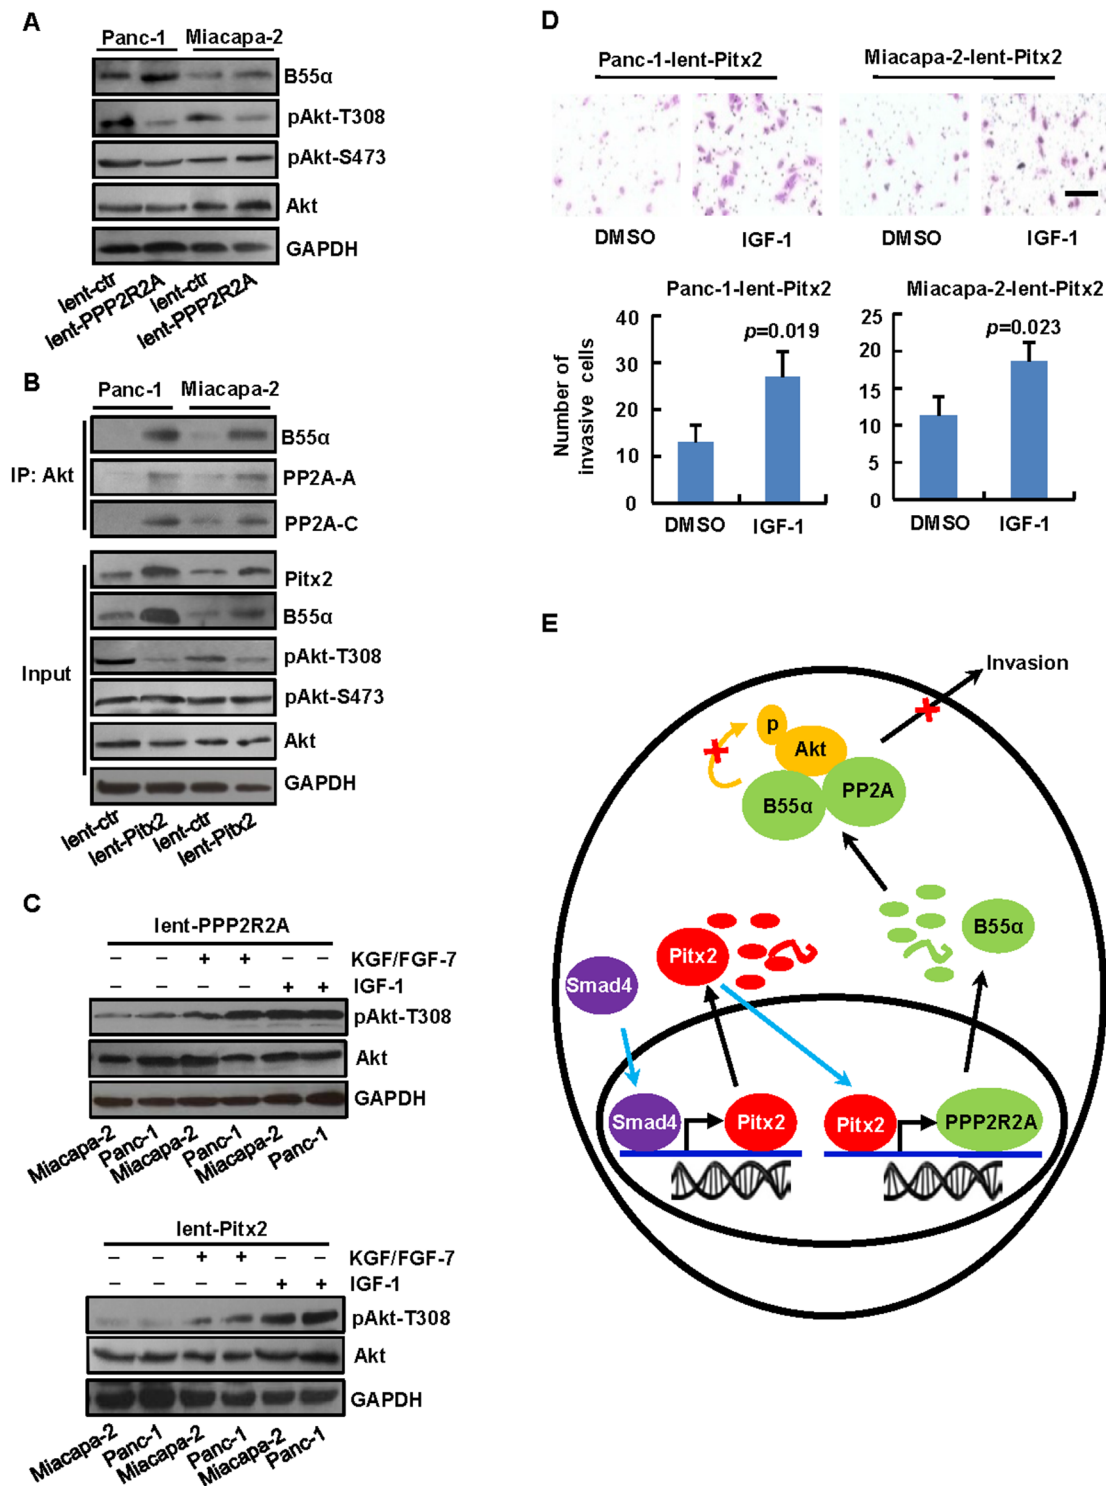 A
Panc-1 Miacapa-2
B55α
pAkt-T308
pAkt-S473
Akt
GAPDH
lent-ctr
lent-PPP2R2A
lent-ctr
lent-PPP2R2A
B
Panc-1 Miacapa-2
IP: Akt
B55α
PP2A-A
PP2A-C
Input
Pitx2
B55α
pAkt-T308
pAkt-S473
Akt
GAPDH
lent-ctr
lent-Pitx2
lent-ctr
lent-Pitx2
C
lent-PPP2R2A
– – + + – – KGF/FGF-7
– – – – + + IGF-1
pAkt-T308
Akt
GAPDH
Miacapa-2
Panc-1
Miacapa-2
Panc-1
Miacapa-2
Panc-1
lent-Pitx2
– – + + – – KGF/FGF-7
– – – – + + IGF-1
pAkt-T308
Akt
GAPDH
Miacapa-2
Panc-1
Miacapa-2
Panc-1
Miacapa-2
Panc-1
D
Panc-1-lent-Pitx2 Miacapa-2-lent-Pitx2
DMSO IGF-1 DMSO IGF-1
Panc-1-lent-Pitx2
p=0.019
Number of
invasive cells
40
30
20
10
0
DMSO IGF-1
Miacapa-2-lent-Pitx2
p=0.023
25
20
15
10
5
0
DMSO IGF-1
E
Invasion
p
Akt
B55α
PP2A
B55α
Pitx2
Smad4
Smad4
Pitx2
Pitx2
PPP2R2A